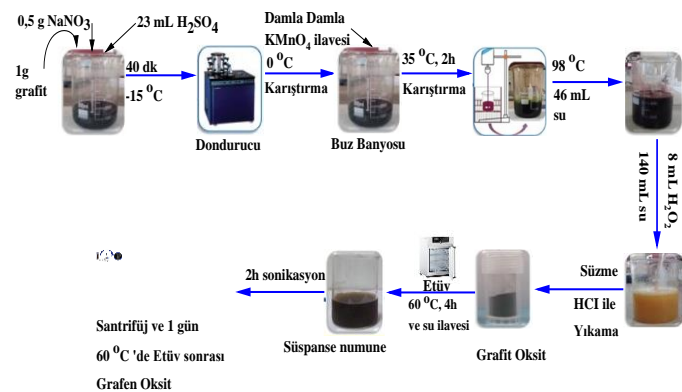 0,5 g NaNO3
23 mL H2SO4
1g
grafit
40 dk
-15 ⁰C
Dondurucu
0 ⁰C
Karıştırma
Damla Damla
KMnO4 ilavesi
Buz Banyosu
35 ⁰C, 2h
Karıştırma
98 ⁰C
46 mL
su
8 mL H2O2
140 mL su
Süzme
HCI ile
Yıkama
Grafit Oksit
Etüv
60 ⁰C, 4h
ve su ilavesi
Süspanse numune
2h sonikasyon
Santrifüj ve 1 gün
60 ⁰C 'de Etüv sonrası
Grafen Oksit